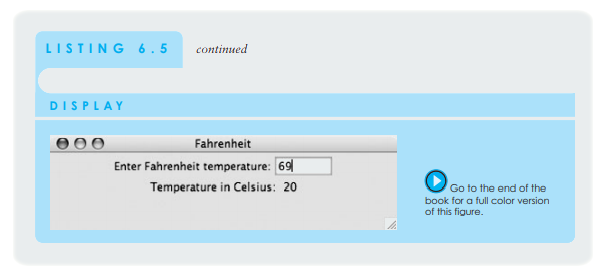 LISTING 6.5 continued
DISPLAY
Fahrenheit
Enter Fahrenheit temperature: 69
Temperature in Celsius: 20
Go to the end of the
book for a full color version
of this figure.